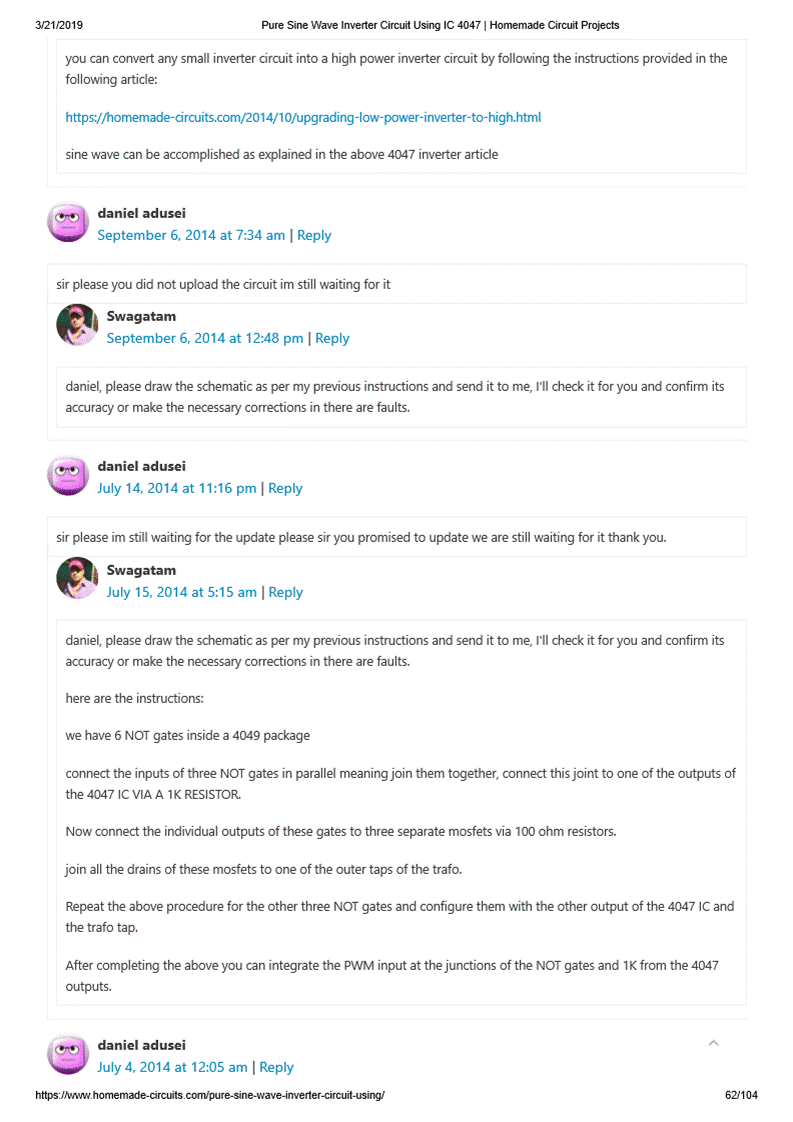 3/21/2019 Pure Sine Wave Inverter Circuit Using IC 4047 | Homemade Circuit Projects
you can convert any small inverter circuit into a high power inverter circuit by following the instructions provided in the
following article:
https://homemade-circuits.com/2014/10/upgrading-low-power-inverter-to-high.html
sine wave can be accomplished as explained in the above 4047 inverter article
daniel adusei
September 6, 2014 at 7:34 am | Reply
sir please you did not upload the circuit im still waiting for it
Swagatam
September 6, 2014 at 12:48 pm | Reply
daniel, please draw the schematic as per my previous instructions and send it to me, I'll check it for you and confirm its
accuracy or make the necessary corrections in there are faults.
daniel adusei
July 14, 2014 at 11:16 pm | Reply
sir please im still waiting for the update please sir you promised to update we are still waiting for it thank you.
Swagatam
July 15, 2014 at 5:15 am | Reply
daniel, please draw the schematic as per my previous instructions and send it to me, I'll check it for you and confirm its
accuracy or make the necessary corrections in there are faults.
here are the instructions:
we have 6 NOT gates inside a 4049 package
connect the inputs of three NOT gates in parallel meaning join them together, connect this joint to one of the outputs of
the 4047 IC VIA A 1K RESISTOR.
Now connect the individual outputs of these gates to three separate mosfets via 100 ohm resistors.
join all the drains of these mosfets to one of the outer taps of the trafo.
Repeat the above procedure for the other three NOT gates and configure them with the other output of the 4047 IC and
the trafo tap.
After completing the above you can integrate the PWM input at the junctions of the NOT gates and 1K from the 4047
outputs.
daniel adusei
July 4, 2014 at 12:05 am | Reply
https://www.homemade-circuits.com/pure-sine-wave-inverter-circuit-using/ 62/104